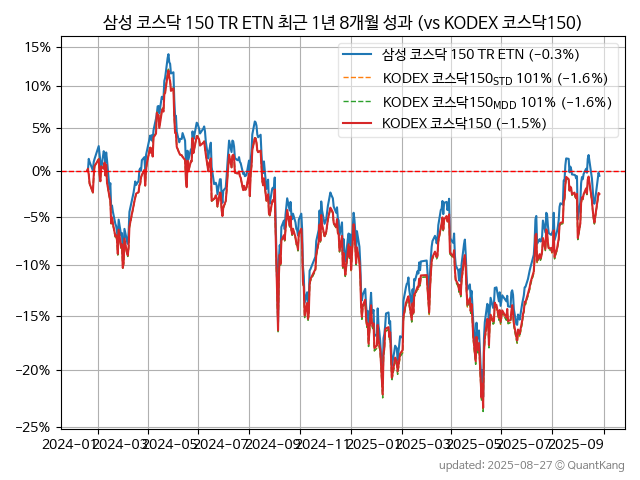 삼성 코스닥 150 TR ETN 최근 1년 8개월 성과 (vs KODEX 코스닥150)
15%
10%
5%
0%
−5%
−10%
−15%
−20%
−25%
삼성 코스닥 150 TR ETN (−0.3%)
KODEX 코스닥150STD 101% (−1.6%)
KODEX 코스닥150MDD 101% (−1.6%)
KODEX 코스닥150 (−1.5%)
2024-01 2024-03 2024-05 2024-07 2024-09 2024-11 2025-01 2025-03 2025-05 2025-07 2025-09
updated: 2025-08-27 © QuantKang